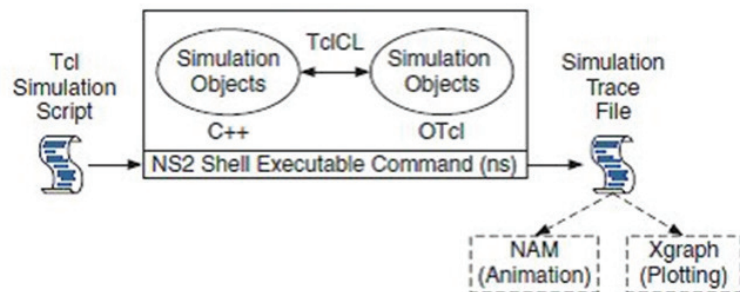 Tcl
Simulation
Script
TclCL
Simulation
Objects
Simulation
Objects
C++
OTcl
NS2 Shell Executable Command (ns)
Simulation
Trace
File
NAM
(Animation)
Xgraph
(Plotting)